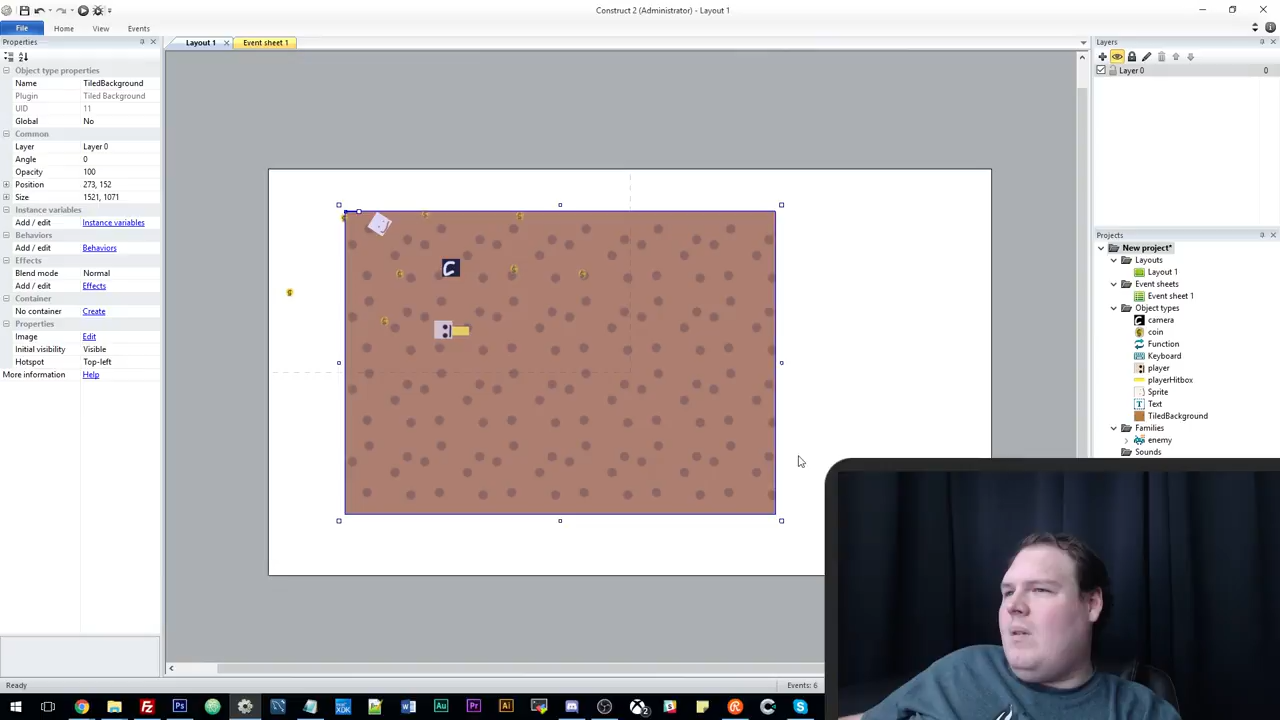 Construct 2 (Administrator) - Layout 1
File
Home
View
Events
Properties
Layout 1
Event sheet 1
Layers
Object type properties
Name
TiledBackground
Plugin
Tiled Background
UID
11
Global
No
Common
Layer
Layer 0
Angle
0
Opacity
100
Position
273, 152
Size
1521, 1071
Instance variables
Add / edit
Instance variables
Behaviors
Add / edit
Behaviors
Effects
Blend mode
Normal
Add / edit
Effects
Container
No container
Create
Properties
Image
Edit
Initial visibility
Visible
Hotspot
Top-left
More information
Help
C
Layer 0
0
Projects
New project*
Layouts
Layout 1
Event sheets
Event sheet 1
Object types
camera
coin
Function
Keyboard
player
playerHitbox
Sprite
Text
TiledBackground
Families
enemy
Sounds
Ready
Events: 6